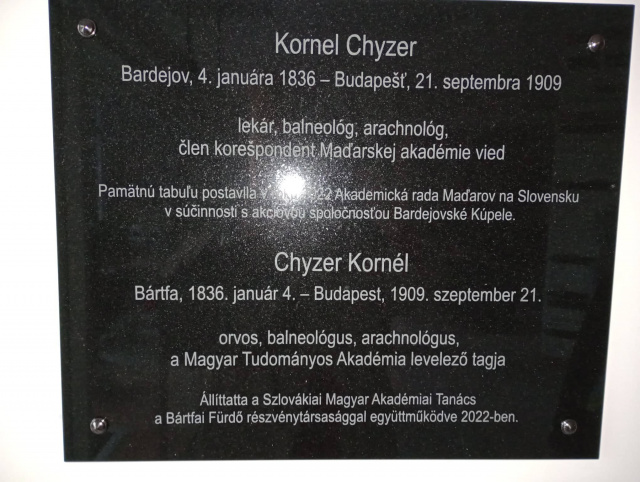 Kornel Chyzer
Bardejov, 4. januára 1836 – Budapešť, 21. septembra 1909
lekár, balneológ, arachnológ,
člen korešpondent Maďarskej akadémie vied
Pamätnú tabuľu postavila v 22 Akademická rada Maďarov na Slovensku
v súčinnosti s akciovou spoločnosťou Bardejovské Kúpele.
Chyzer Kornél
Bártfa, 1836. január 4. – Budapest, 1909. szeptember 21.
orvos, balneológus, arachnológus,
a Magyar Tudományos Akadémia levelező tagja
Állíttatta a Szlovákiai Magyar Akadémiai Tanács
a Bártfai Fürdő részvénytársasággal együttműködve 2022-ben.